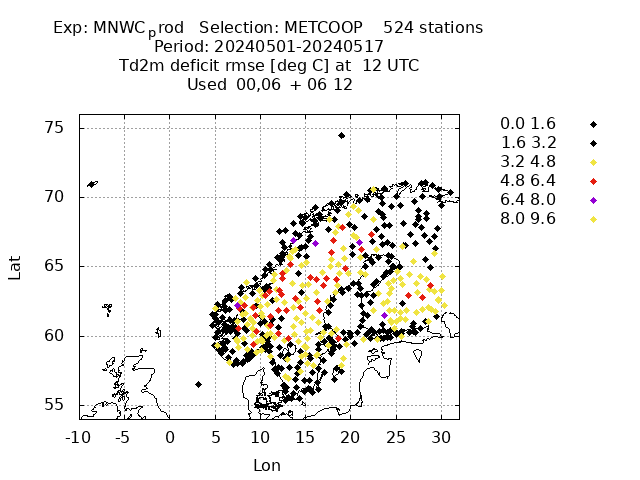 Exp: MNWCprod   Selection: METCOOP    524 stations
Period: 20240501-20240517
Td2m deficit rmse [deg C] at  12 UTC
Used  00,06  + 06 12
0.0 1.6
1.6 3.2
3.2 4.8
4.8 6.4
6.4 8.0
8.0 9.6
75
70
65
60
55
Lat
-10 -5 0 5 10 15 20 25 30
Lon